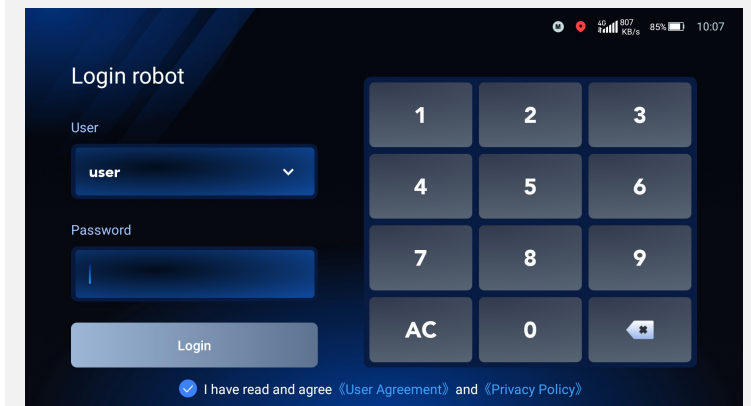 M 4G 807 KB/s 85% 10:07
Login robot
User
user
Password
Login
1 2 3
4 5 6
7 8 9
AC 0
I have read and agree 《User Agreement》 and 《Privacy Policy》